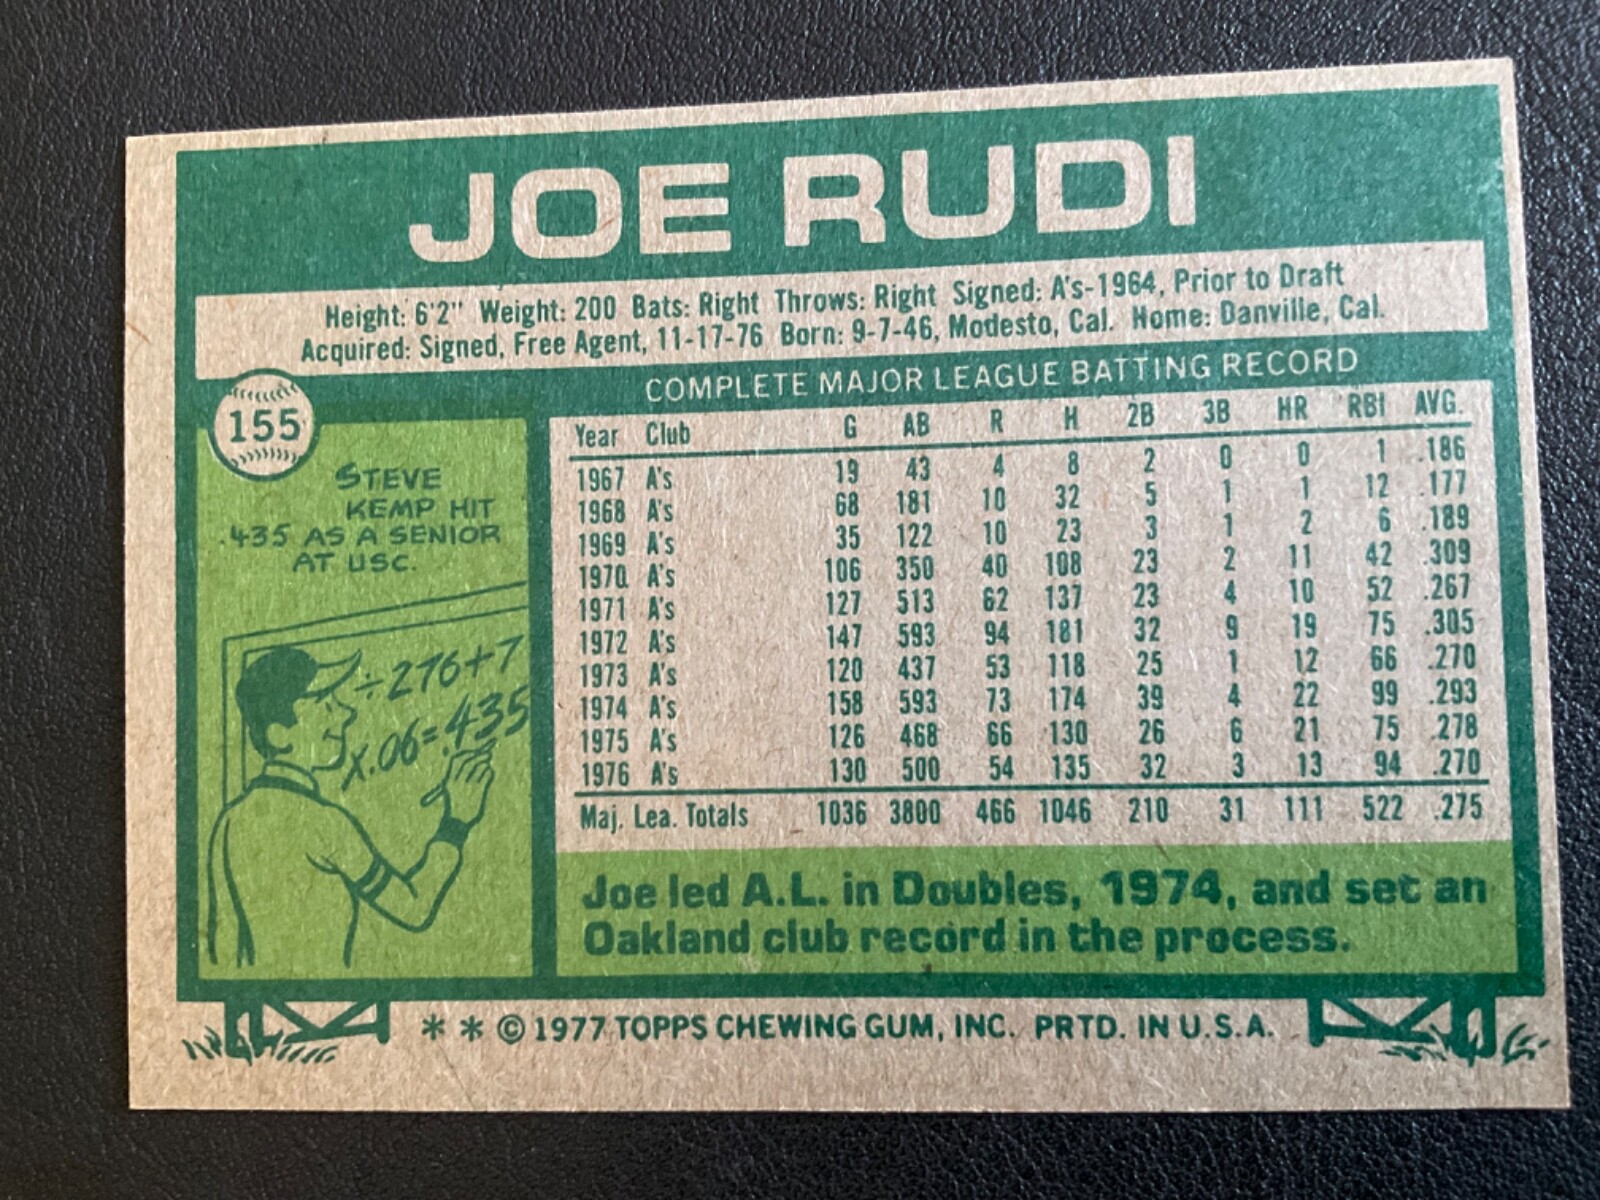 JOE RUDI
Height: 6'2" Weight: 200 Bats: Right Throws: Right Signed: A's-1964, Prior to Draft
Acquired: Signed, Free Agent, 11-17-76 Born: 9-7-46, Modesto, Cal. Home: Danville, Cal.
155
STEVE
KEMP HIT
.435 AS A SENIOR
AT USC.
÷276+7
x.06=.435
COMPLETE MAJOR LEAGUE BATTING RECORD
Year Club G AB R H 2B 3B HR RBI AVG.
1967 A's 19 43 4 8 2 0 0 1 .186
1968 A's 68 181 10 32 5 1 1 12 .177
1969 A's 35 122 10 23 3 1 2 6 .189
1970 A's 106 350 40 108 23 2 11 42 .309
1971 A's 127 513 62 137 23 4 10 52 .267
1972 A's 147 593 94 181 32 9 19 75 .305
1973 A's 120 437 53 118 25 1 12 66 .270
1974 A's 158 593 73 174 39 4 22 99 .293
1975 A's 126 468 66 130 26 6 21 75 .278
1976 A's 130 500 54 135 32 3 13 94 .270
Maj. Lea. Totals 1036 3800 466 1046 210 31 111 522 .275
Joe led A.L. in Doubles, 1974, and set an
Oakland club record in the process.
* * © 1977 TOPPS CHEWING GUM, INC. PRTD. IN U.S.A.